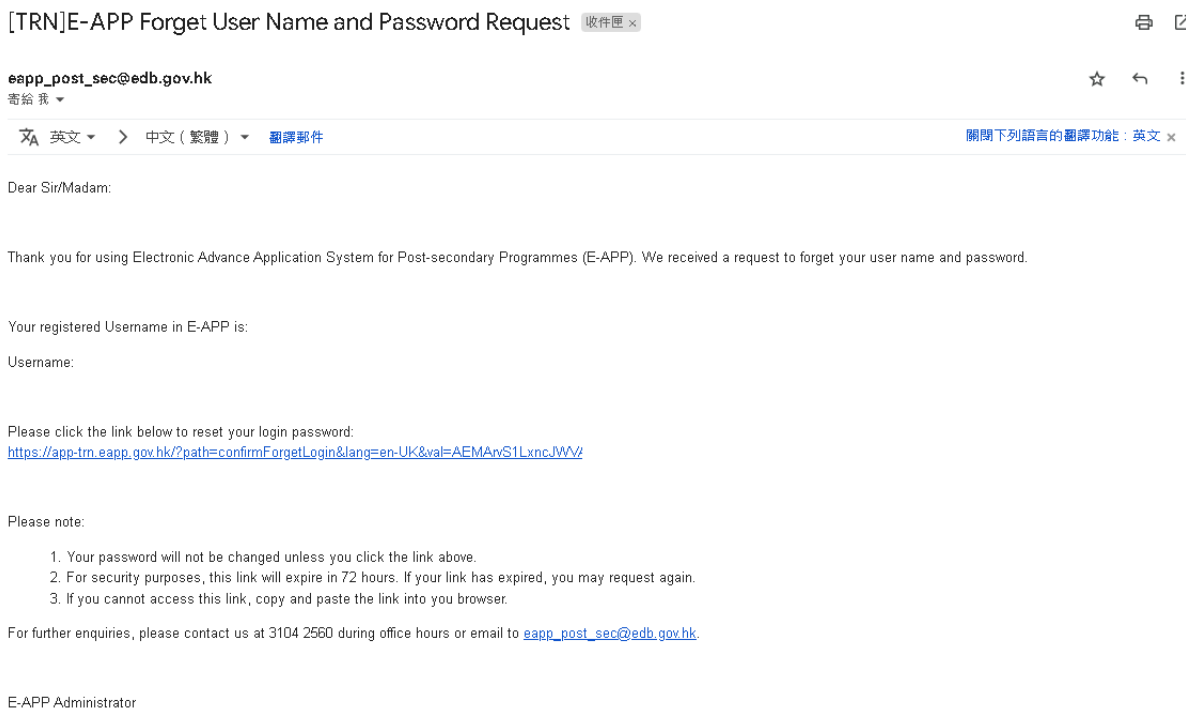 [TRN]E-APP Forget User Name and Password Request 收件匣 ×
eapp_post_sec@edb.gov.hk
寄給 我
英文 > 中文(繁體) 翻譯郵件 關閉下列語言的翻譯功能:英文 ×
Dear Sir/Madam:
Thank you for using Electronic Advance Application System for Post-secondary Programmes (E-APP). We received a request to forget your user name and password.
Your registered Username in E-APP is:
Username:
Please click the link below to reset your login password:
https://app-trn.eapp.gov.hk/?path=confirmForgetLogin&lang=en-UK&val=AEMArvS1LxncJWV
Please note:
1. Your password will not be changed unless you click the link above.
2. For security purposes, this link will expire in 72 hours. If your link has expired, you may request again.
3. If you cannot access this link, copy and paste the link into you browser.
For further enquiries, please contact us at 3104 2560 during office hours or email to eapp_post_sec@edb.gov.hk.
E-APP Administrator